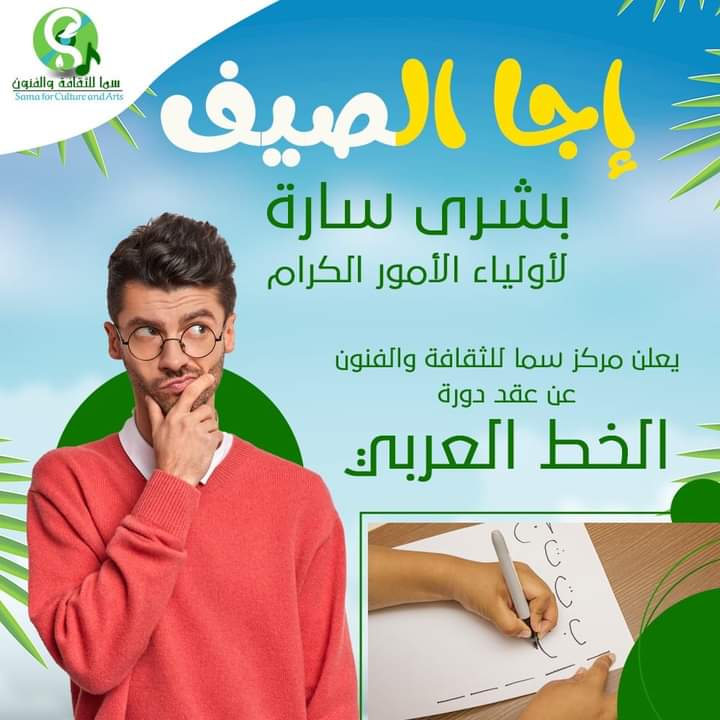 سما للثقافة والفنون
Sama for Culture and Arts
إجا الصيف
بشرى سارة
لأولياء الأمور الكرام
يعلن مركز سما للثقافة والفنون
عن عقد دورة
الخط العربي